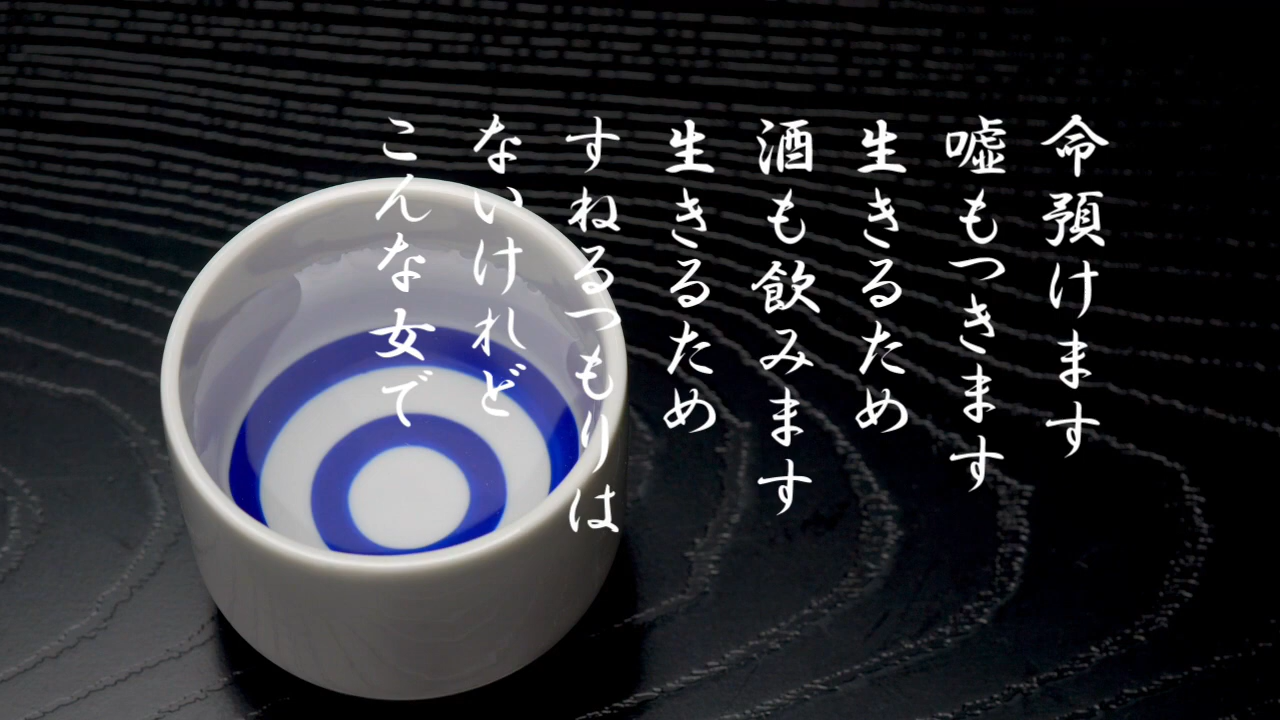 命預けます
嘘もつきます
生きるため
酒も飲みます
生きるため
すねるつもりは
ないけれど
こんな女で